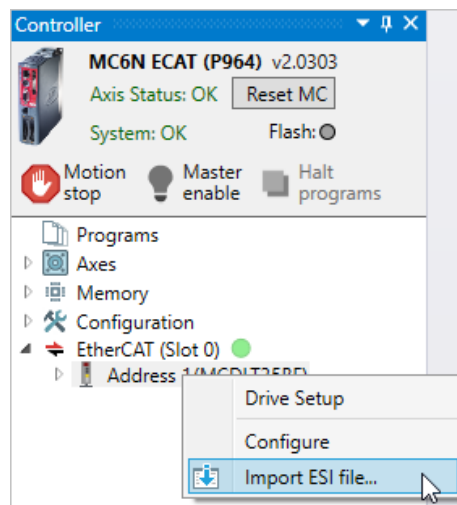 Controller
MC6N ECAT (P964) v2.0303
Axis Status: OK Reset MC
System: OK Flash:
Motion stop
Master enable
Halt programs
Programs
Axes
Memory
Configuration
EtherCAT (Slot 0)
Address
Drive Setup
Configure
Import ESI file...